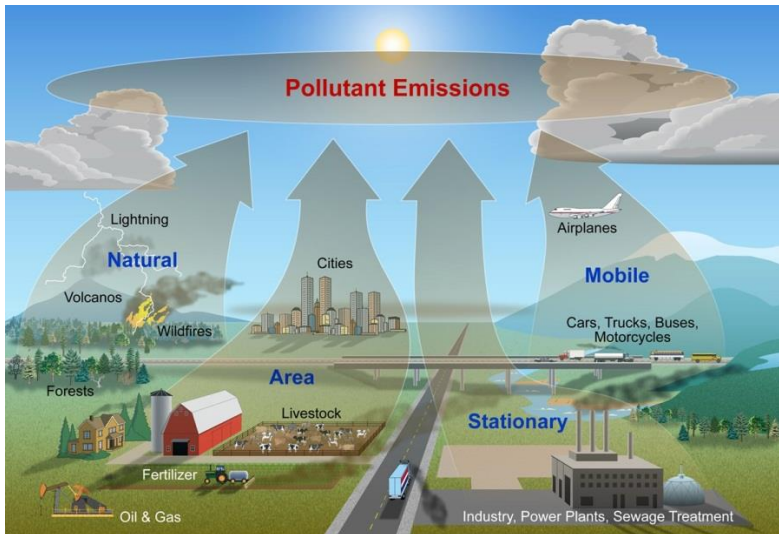 Pollutant Emissions
Lightning
Natural
Volcanos
Wildfires
Forests
Cities
Area
Livestock
Fertilizer
Oil & Gas
Airplanes
Mobile
Cars, Trucks, Buses,
Motorcycles
Stationary
Industry, Power Plants, Sewage Treatment